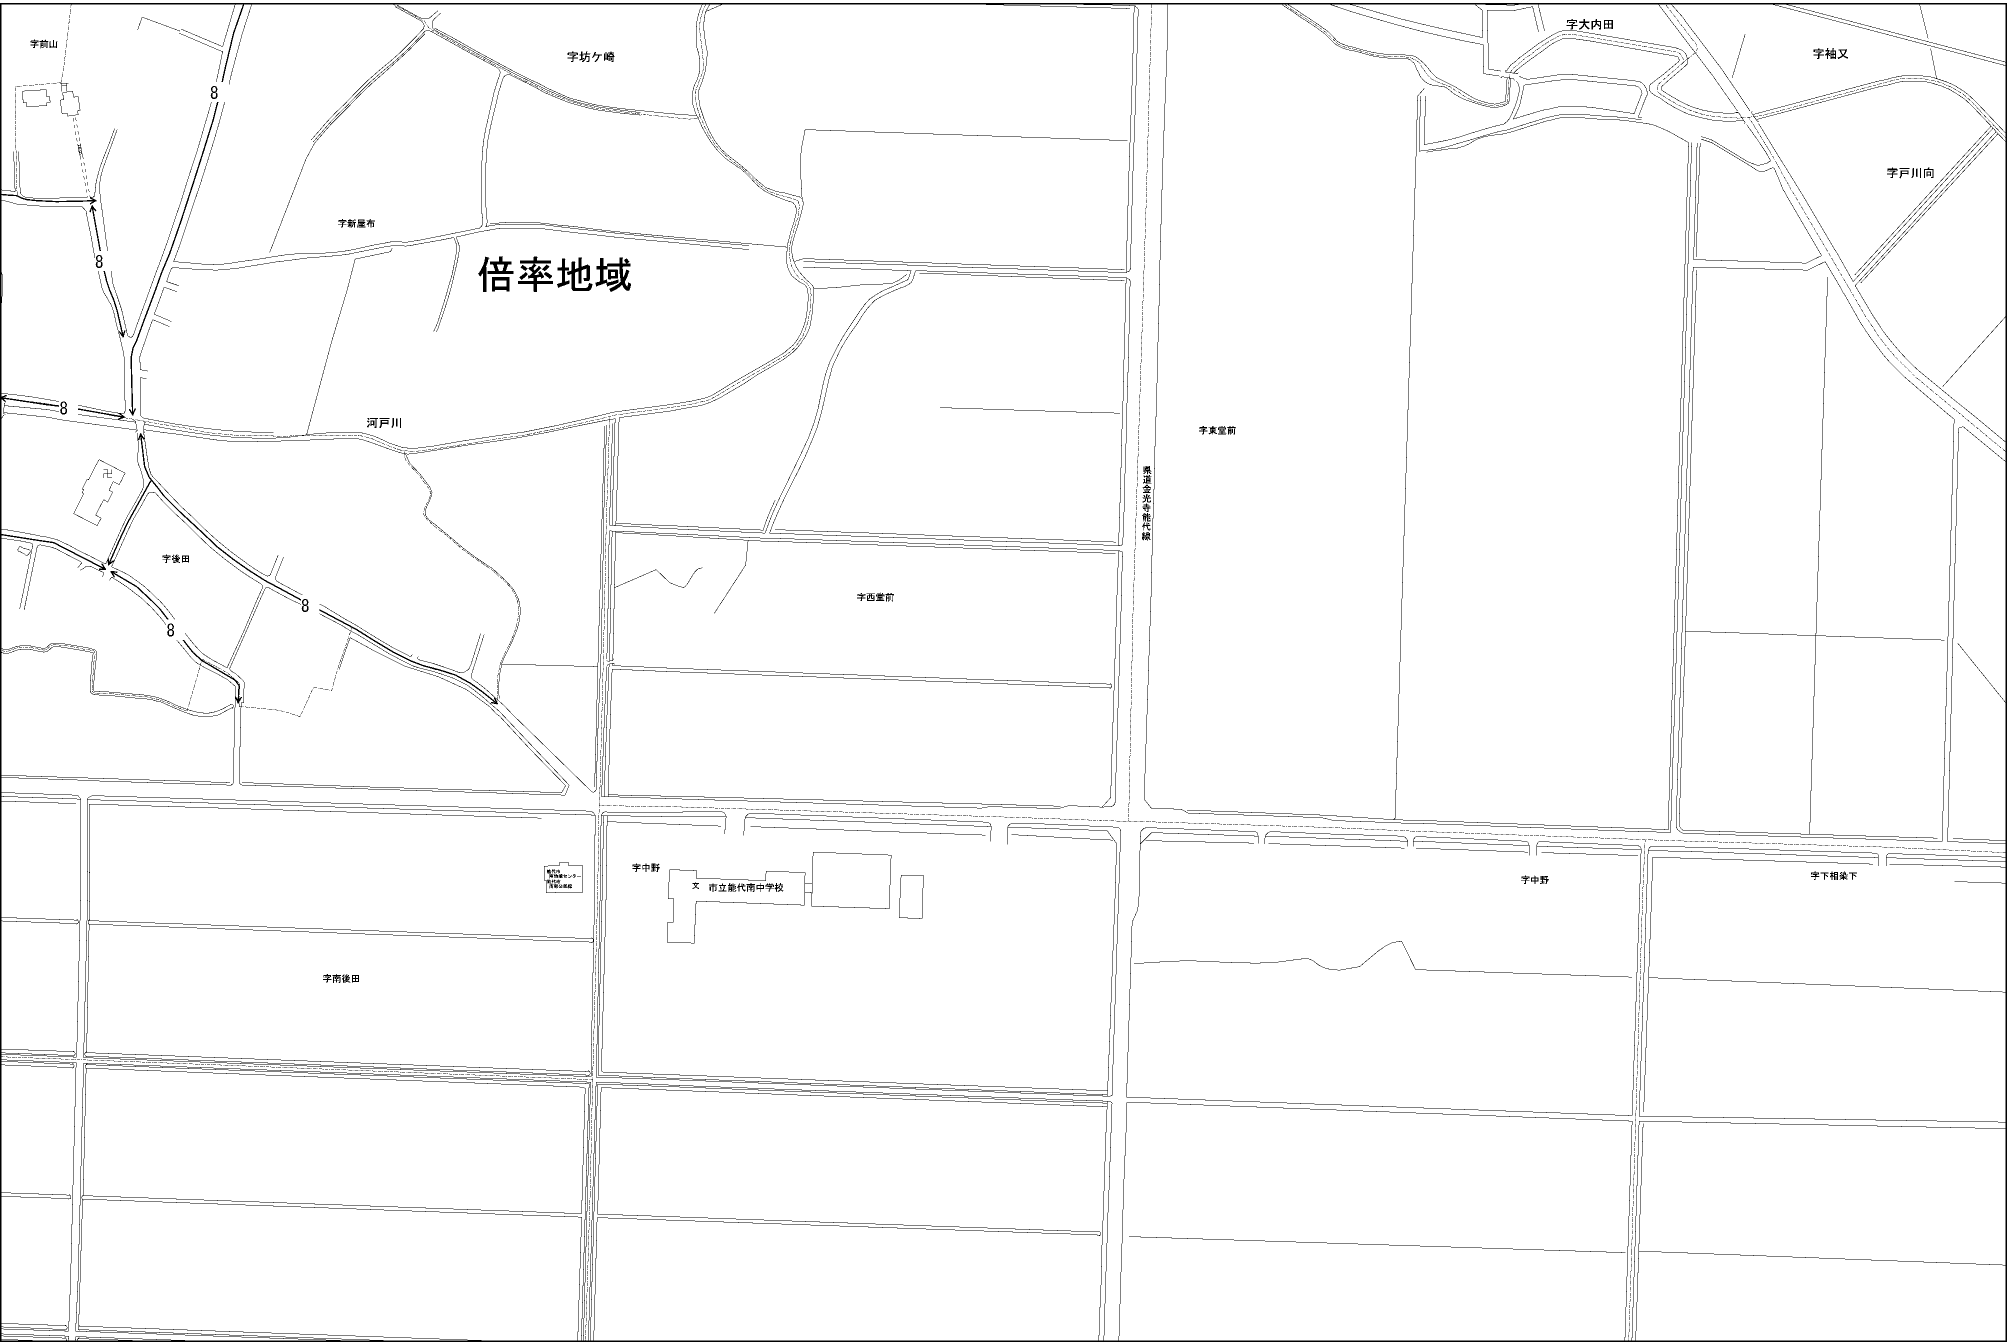 字大内田
字前山
字坊ケ崎
字袖又
8
字戸川向
字新屋布
8
倍率地域
8
河戸川
字東堂前
県道金光寺能代線
卍
字後田
字西堂前
8
8
字中野
文 市立能代南中学校
字中野
字下相染下
字南後田